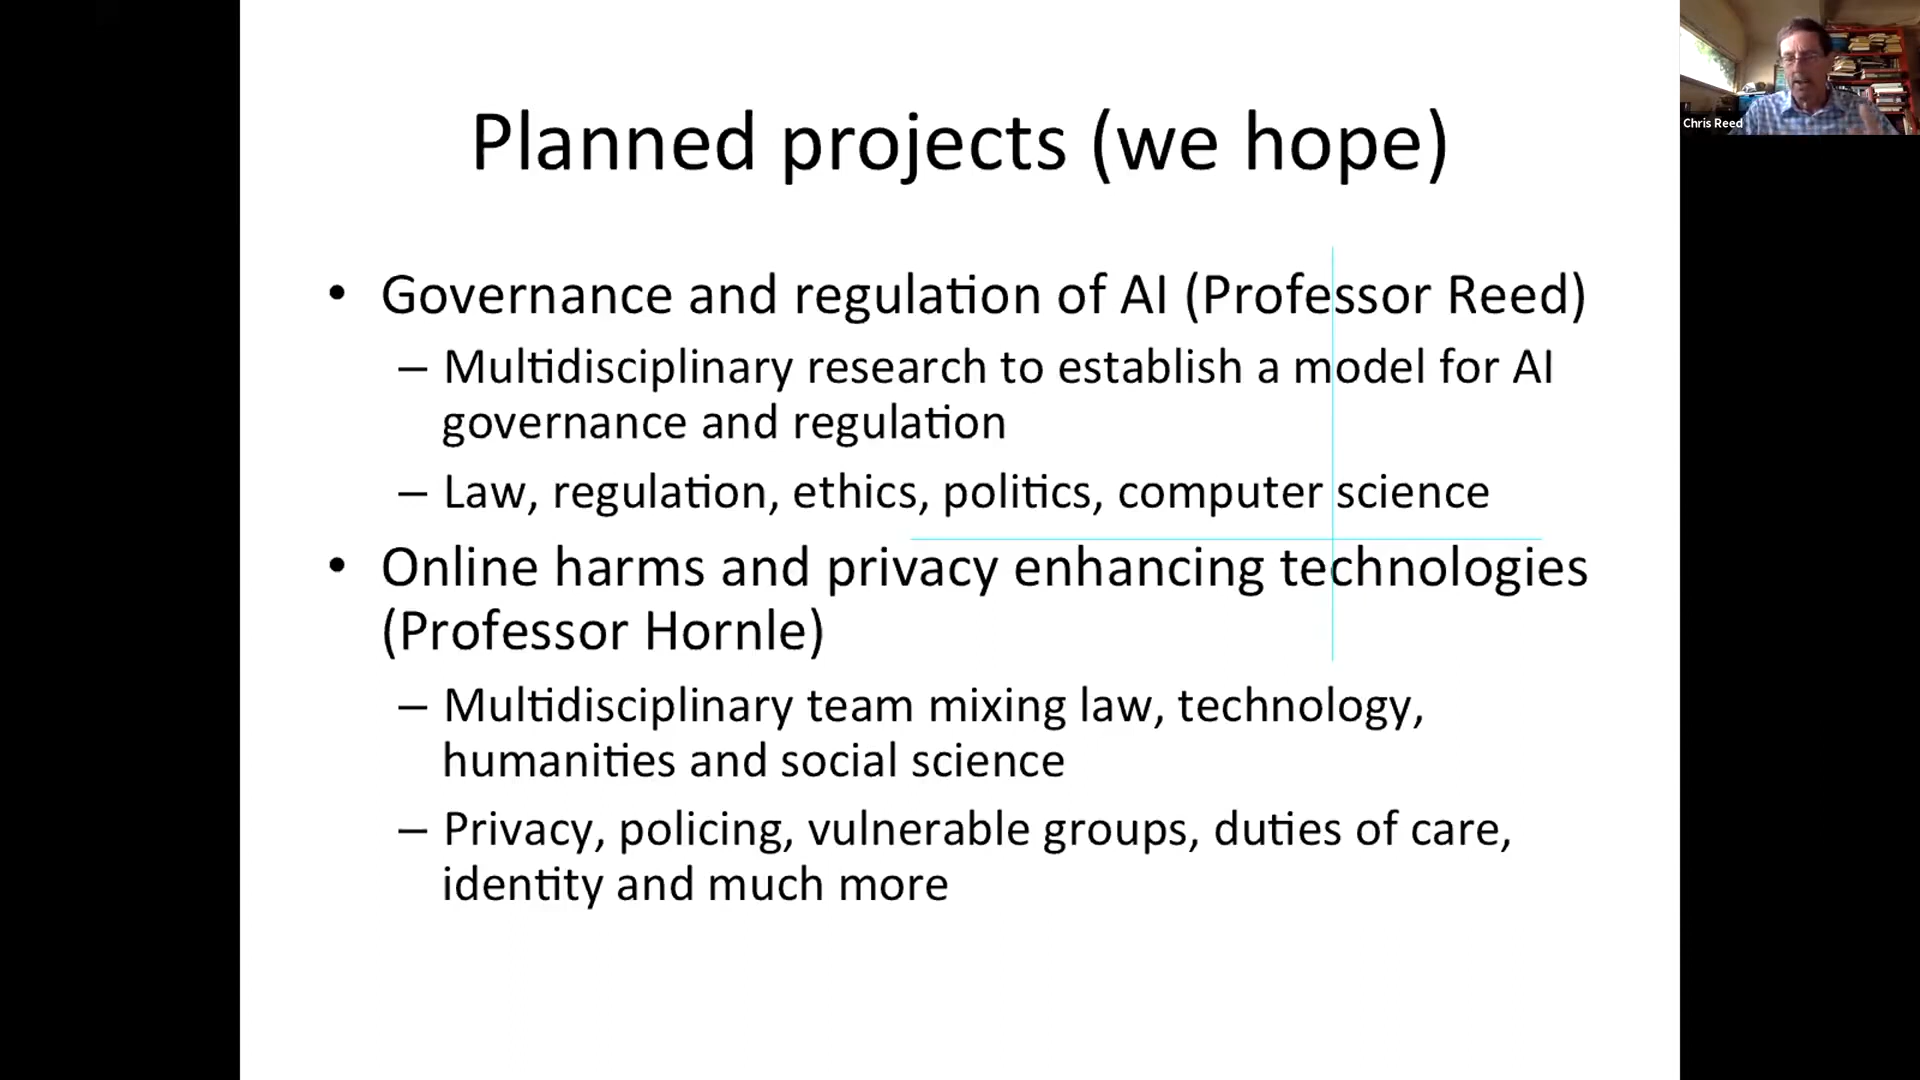 Planned projects (we hope)
• Governance and regulation of AI (Professor Reed)
– Multidisciplinary research to establish a model for AI
governance and regulation
– Law, regulation, ethics, politics, computer science
• Online harms and privacy enhancing technologies
(Professor Hornle)
– Multidisciplinary team mixing law, technology,
humanities and social science
– Privacy, policing, vulnerable groups, duties of care,
identity and much more
Chris Reed